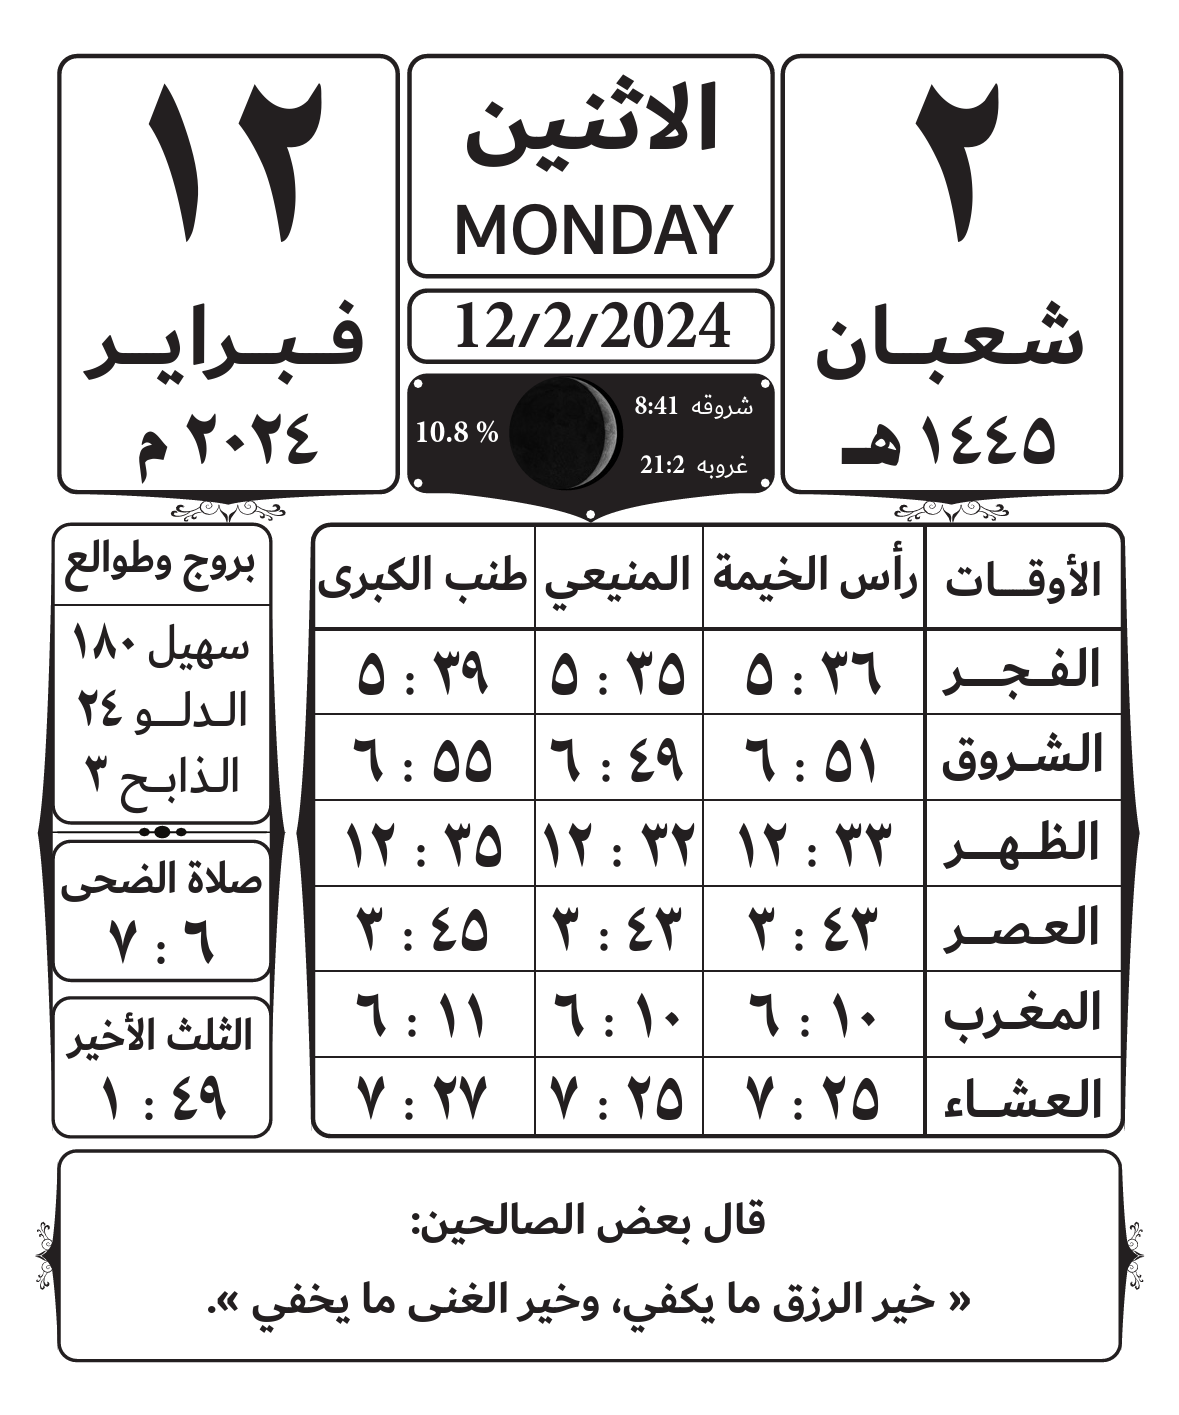 ٢
شعبان
١٤٤٥ هـ
الاثنين
MONDAY
12/2/2024
شروقه 8:41
غروبه 21:2
10.8 %
١٢
فبراير
٢٠٢٤ م
الأوقات رأس الخيمة المنيعي طنب الكبرى
الفجر ٥ : ٣٦ ٥ : ٣٥ ٥ : ٣٩
الشروق ٦ : ٥١ ٦ : ٤٩ ٦ : ٥٥
الظهر ١٢ : ٣٣ ١٢ : ٣٢ ١٢ : ٣٥
العصر ٣ : ٤٣ ٣ : ٤٣ ٣ : ٤٥
المغرب ٦ : ١٠ ٦ : ١٠ ٦ : ١١
العشاء ٧ : ٢٥ ٧ : ٢٥ ٧ : ٢٧
بروج وطوالع
سهيل ١٨٠
الدلو ٢٤
الذابح ٣
صلاة الضحى
٧ : ٦
الثلث الأخير
١ : ٤٩
قال بعض الصالحين:
« خير الرزق ما يكفي، وخير الغنى ما يخفي ».